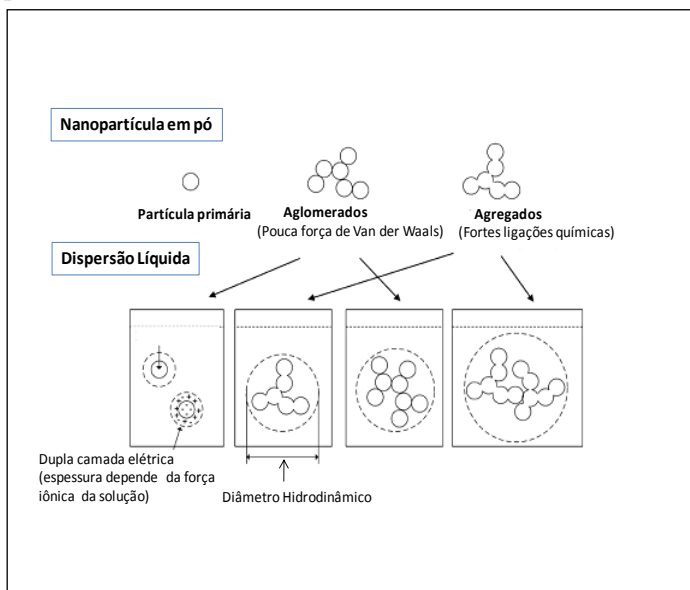 Nanopartícula em pó
Partícula primária
Aglomerados
(Pouca força de Van der Waals)
Agregados
(Fortes ligações químicas)
Dispersão Líquida
Dupla camada elétrica
(espessura depende da força
iônica da solução)
Diâmetro Hidrodinâmico